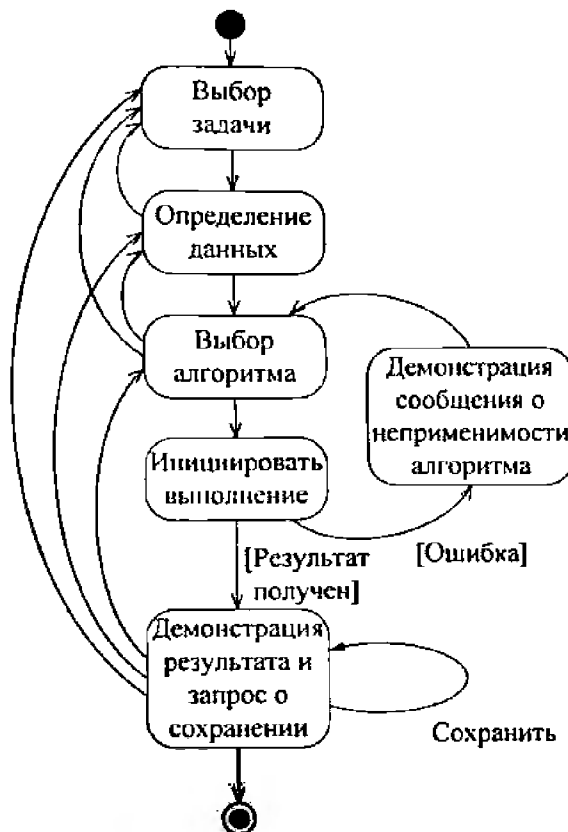 Выбор
задачи
Определение
данных
Выбор
алгоритма
Демонстрация
сообщения о
неприменимости
алгоритма
Инициировать
выполнение
[Результат
получен]
[Ошибка]
Демонстрация
результата и
запрос о
сохранении
Сохранить